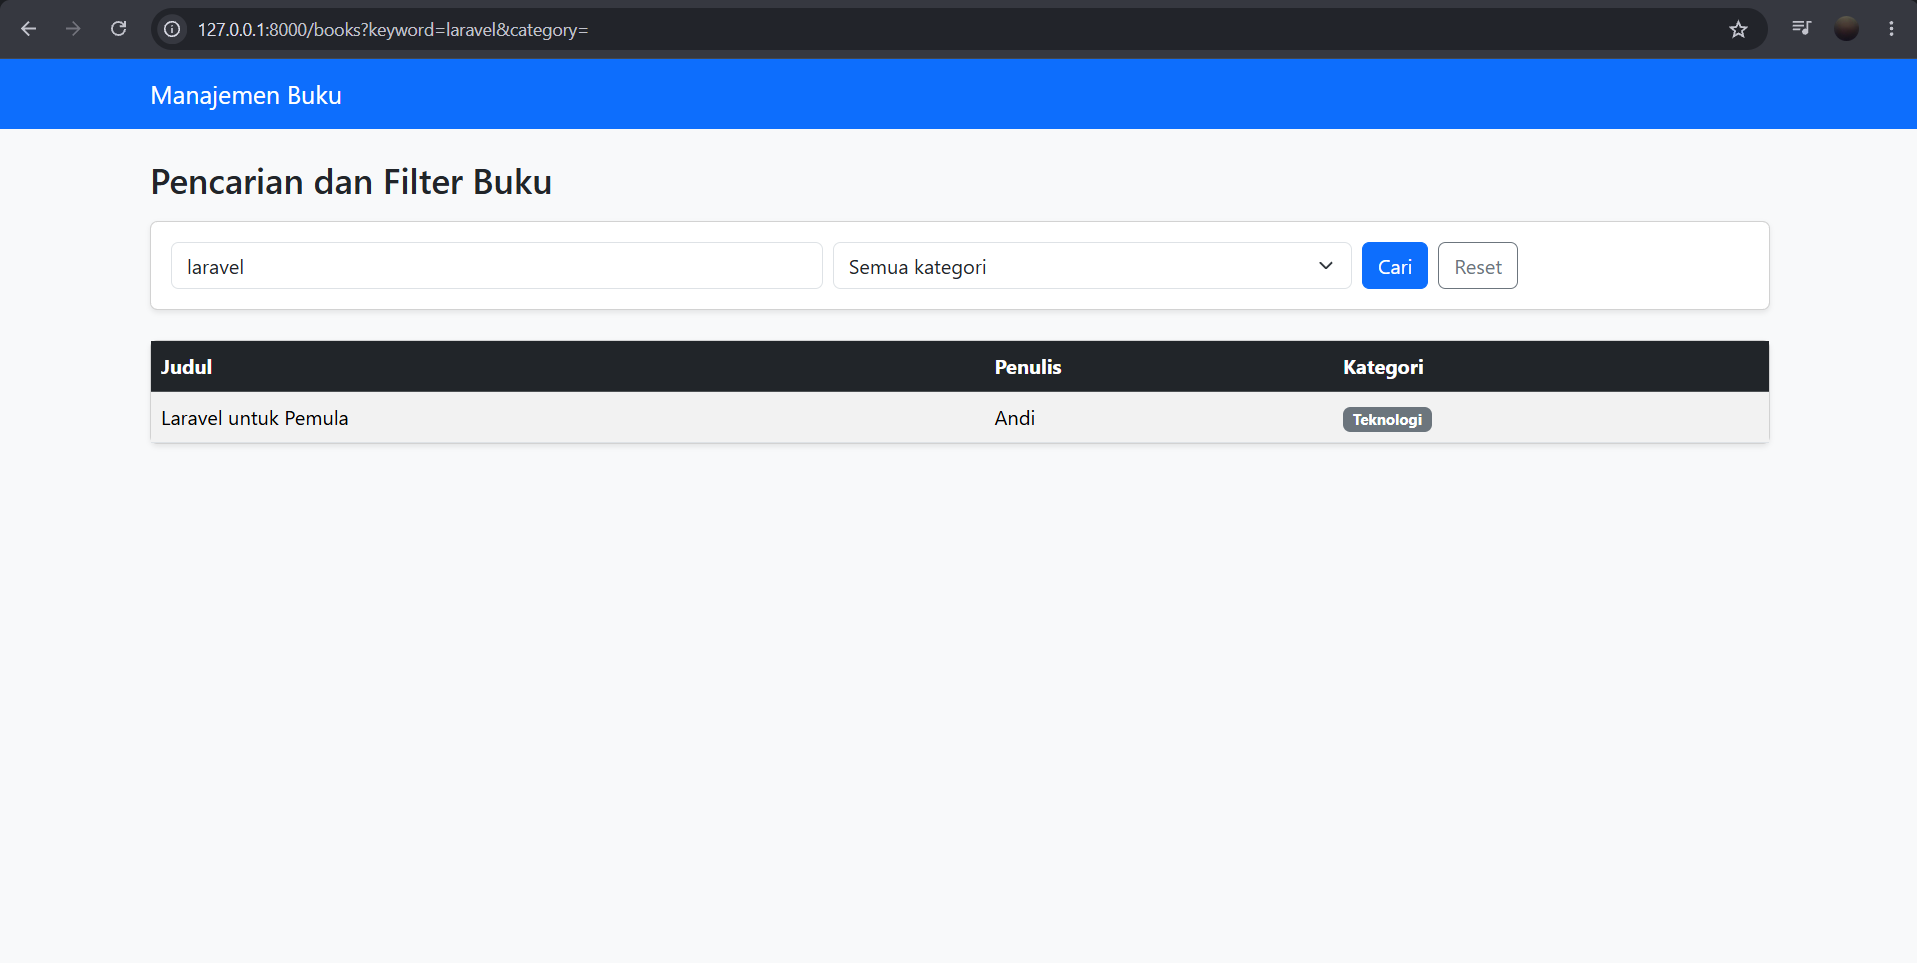 127.0.0.1:8000/books?keyword=laravel&category=
Manajemen Buku
Pencarian dan Filter Buku
laravel Semua kategori Cari Reset
Judul Penulis Kategori
Laravel untuk Pemula Andi Teknologi